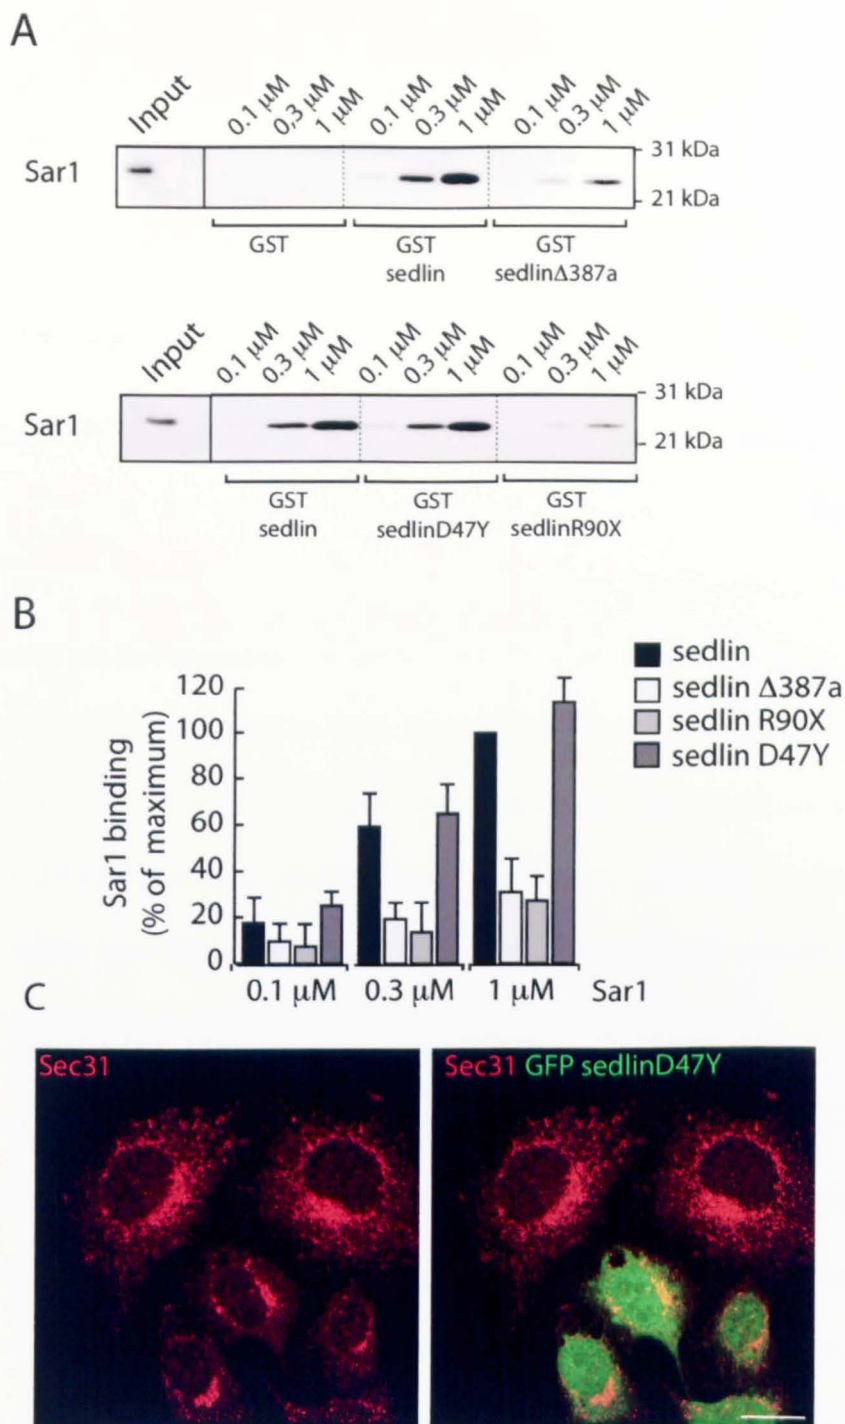 A
Input 0.1 µM 0,3 µM 1 µM 0.1 µM 0.3 µM 1 µM 0.1 µM 0.3 µM 1 µM
31 kDa
Sar1
21 kDa
GST GST GST
sedlin sedlinΔ387a
Input 0.1 µM 0.3 µM 1 µM 0.1 µM 0.3 µM 1 µM 0.1 µM 0.3 µM 1 µM
31 kDa
Sar1
21 kDa
GST GST GST
sedlin sedlinD47Y sedlinR90X
B
sedlin
sedlin Δ387a
sedlin R90X
sedlin D47Y
Sar1 binding
(% of maximum)
120
100
80
60
40
20
0
0.1 µM 0.3 µM 1 µM Sar1
C
Sec31
Sec31 GFP sedlinD47Y